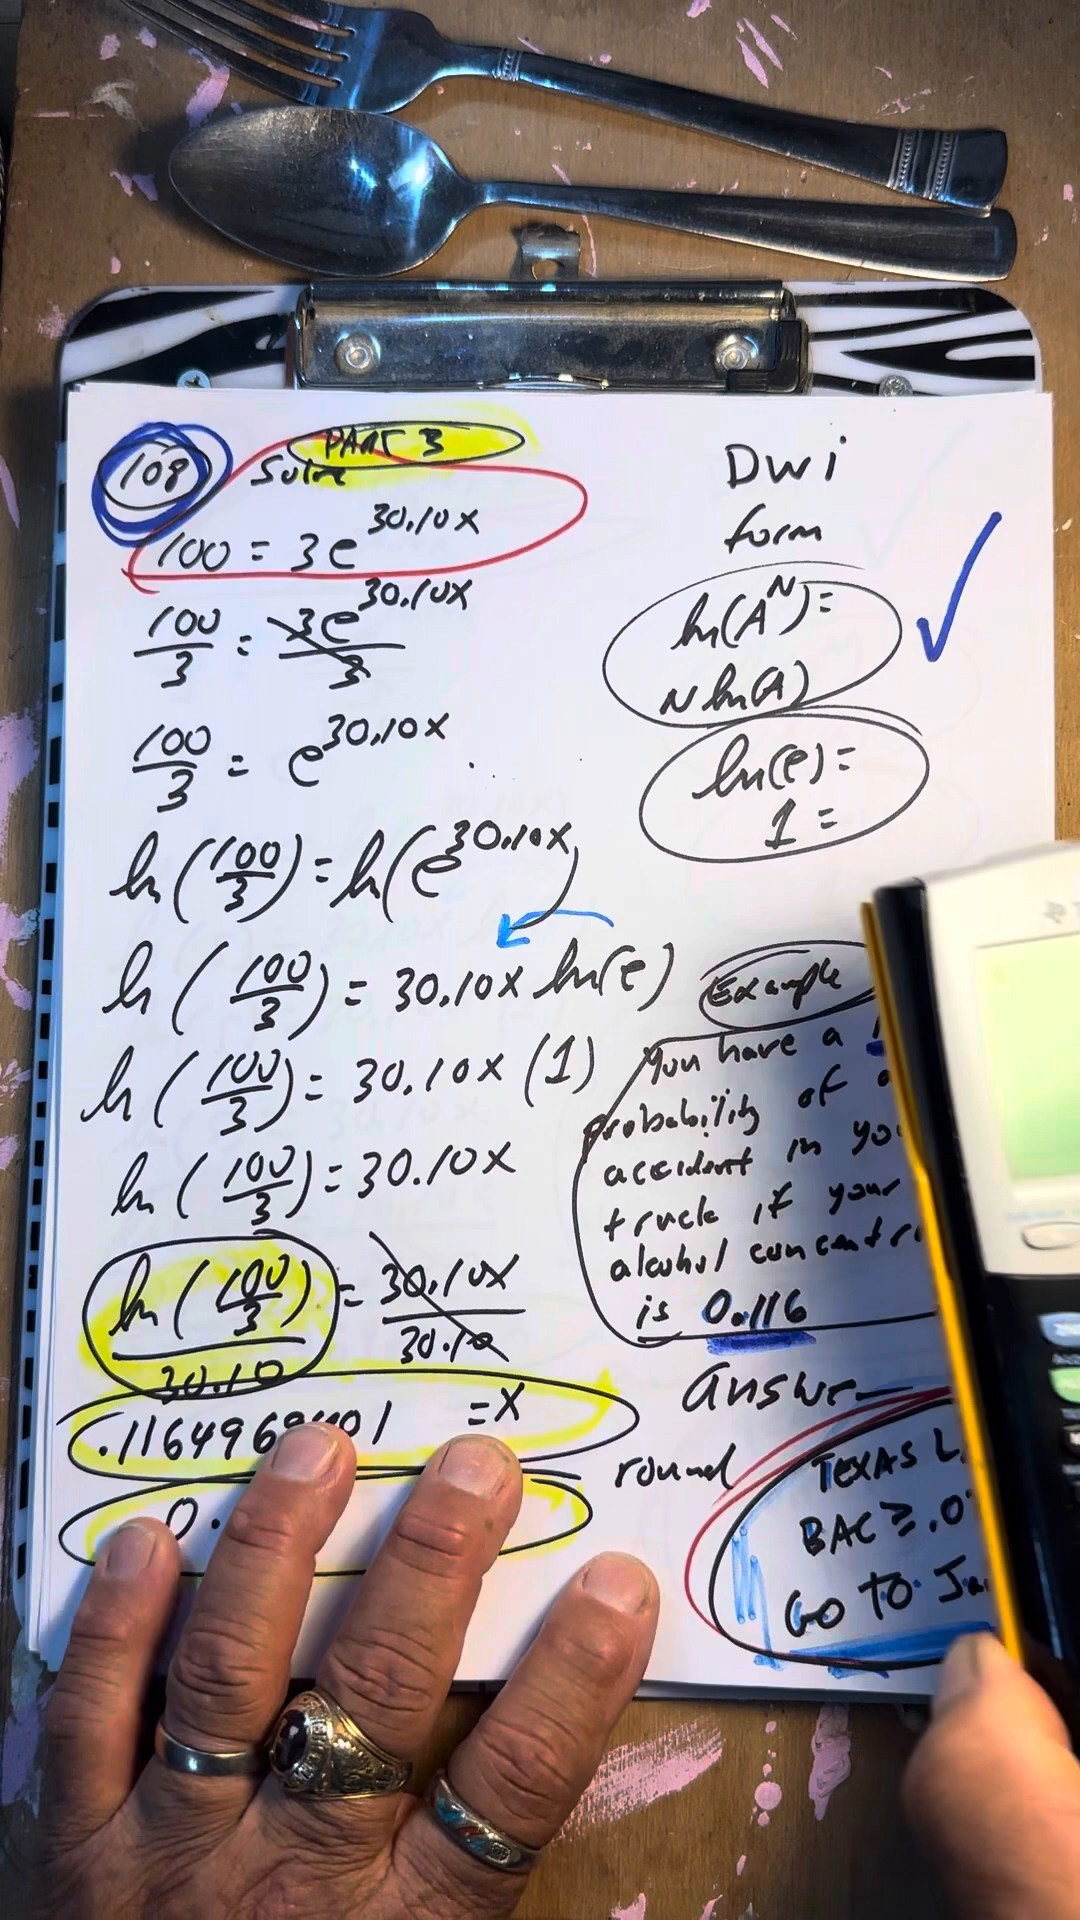 108
PART 3
Solve
100 = 3e^30.10x
100/3 = 3e^30.10x/3
100/3 = e^30.10x
ln(100/3) = ln(e^30.10x)
ln(100/3) = 30.10x ln(e)
ln(100/3) = 30.10x (1)
ln(100/3) = 30.10x
ln(100/3)/30.10 = 30.10x/30.10
= x
0.
DWi
form
ln(A^N) =
N ln(A)
ln(e) =
1 =
Example
You have a
probability of
accident in
truck if your
alcohol
is 0.116
Answer
round
TEXAS
BAC ≥ .0
Go TO